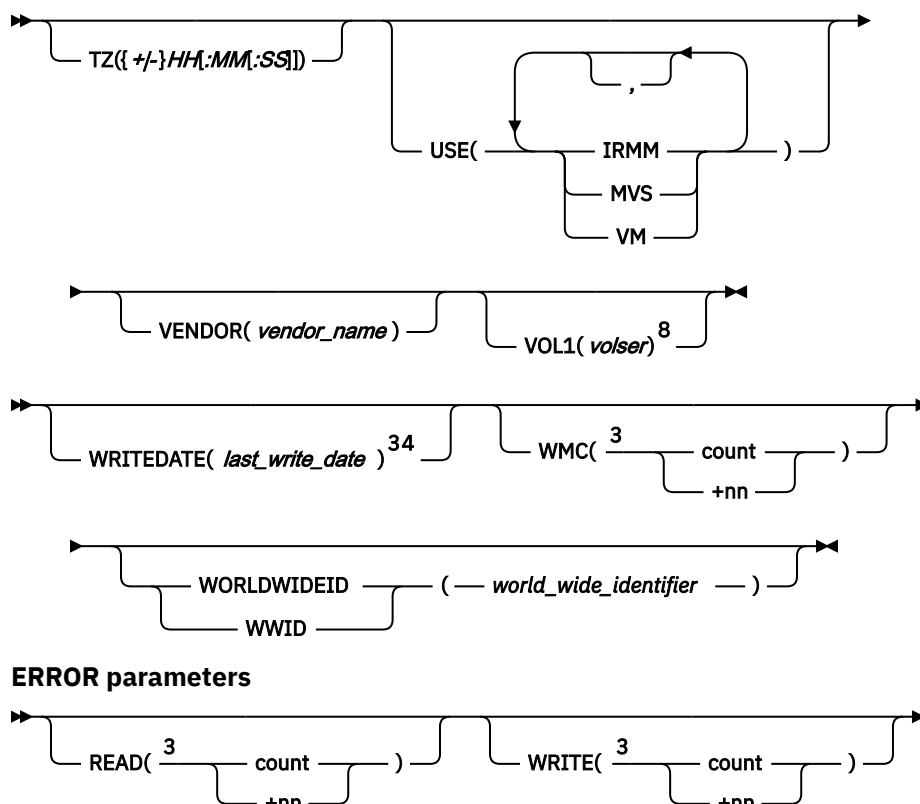 TZ({ +/-}HH[:MM[:SS]])
,
USE( IRMM )
MVS
VM
VENDOR( vendor_name ) VOL1( volser) 8
WRITEDATE( last_write_date ) 34 WMC( 3 count )
+nn
WORLDWIDEID ( world_wide_identifier )
WWID
ERROR parameters
READ( 3 count ) WRITE( 3 count )
+nn +nn